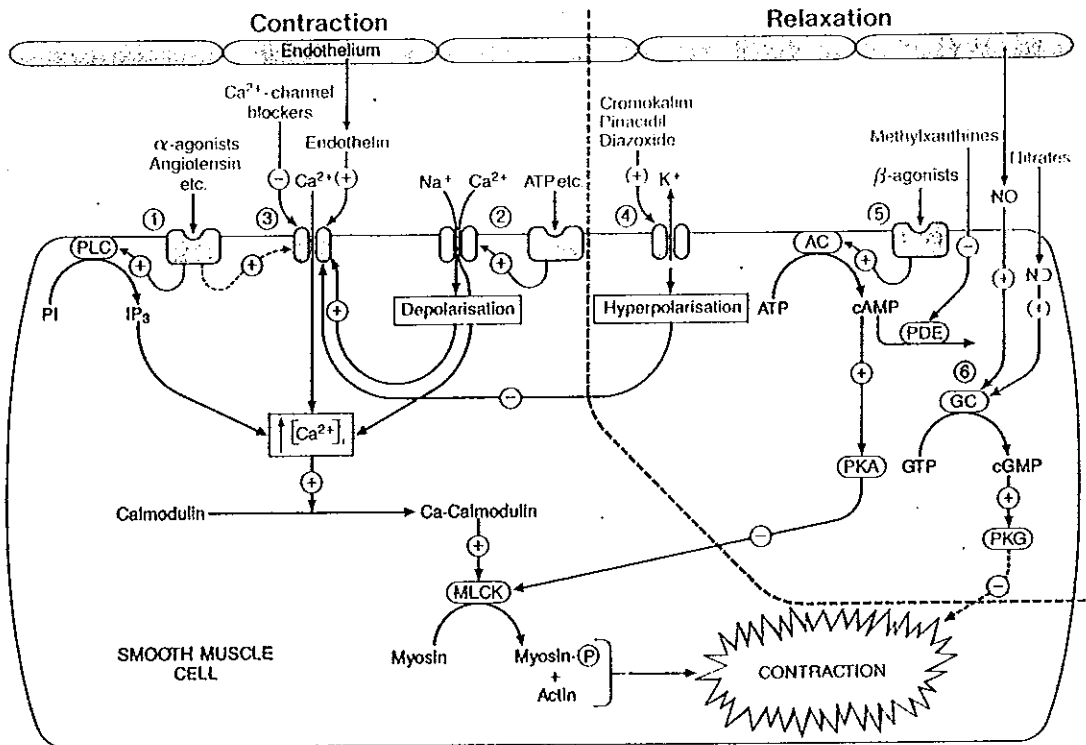 Contraction
Relaxation
Endothelium
Ca²⁺-channel
blockers
Endothelin
α-agonists
Angiotensin
etc.
Ca²⁺
(+)
−
Na⁺
Ca²⁺
ATP etc.
Cromokalim
Pinacidil
Diazoxide
(+)
K⁺
Methylxanthines
Nitrates
β-agonists
NO
①
③
②
④
⑤
PLC
+
+
+
AC
+
−
+
NO
(+)
PI
IP₃
+
Depolarisation
Hyperpolarisation
ATP
cAMP
PDE
⑥
−
+
GC
↑ [Ca²⁺]ᵢ
+
PKA
GTP
cGMP
+
Calmodulin
Ca-Calmodulin
+
−
PKG
−
MLCK
SMOOTH MUSCLE
CELL
Myosin
Myosin-Ⓟ
+
Actin
CONTRACTION